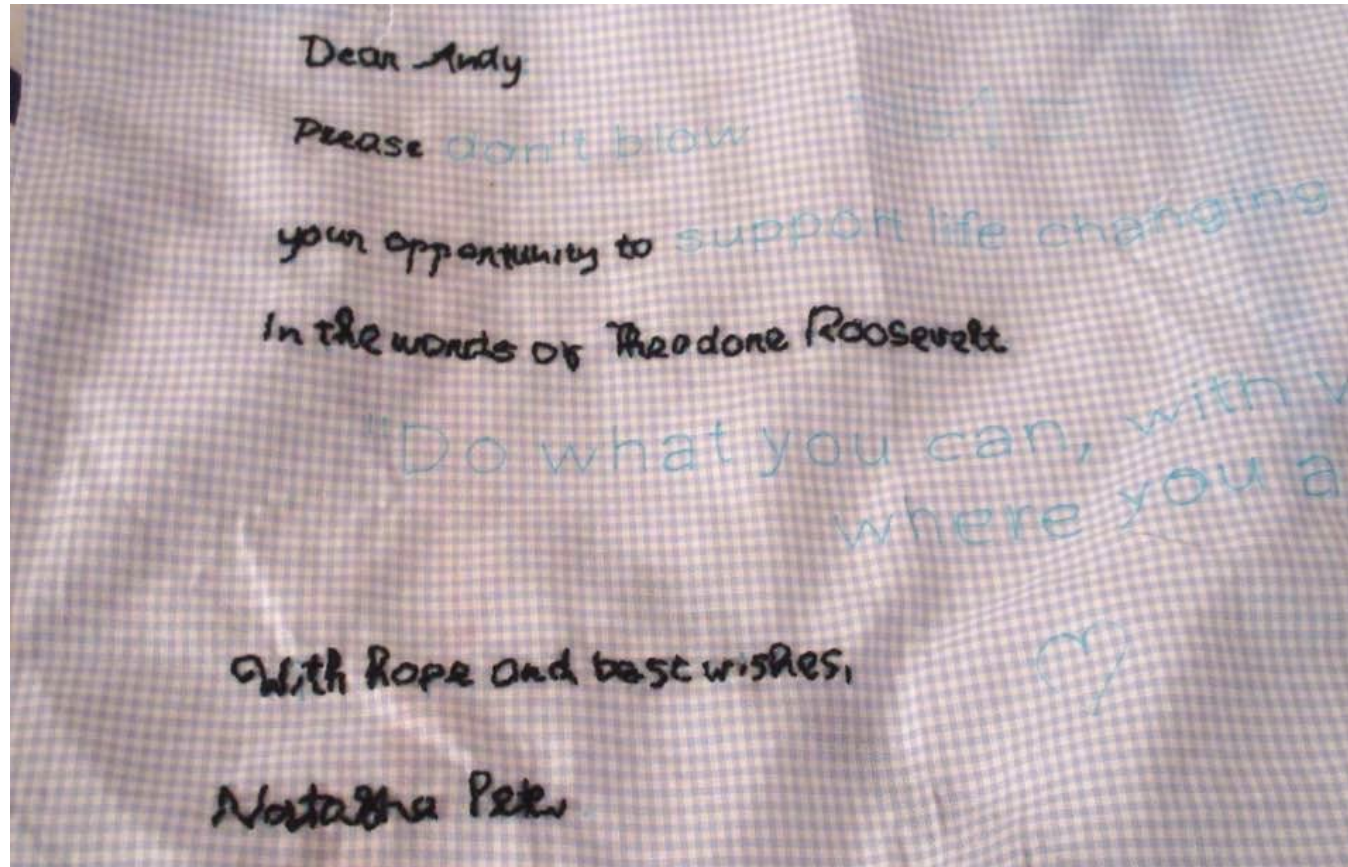 Dear Andy
Please don't blow
your opportunity to support life changing
In the words of Theodore Roosevelt
"Do what you can, with
where you a
With hope and best wishes,
Natasha Peter